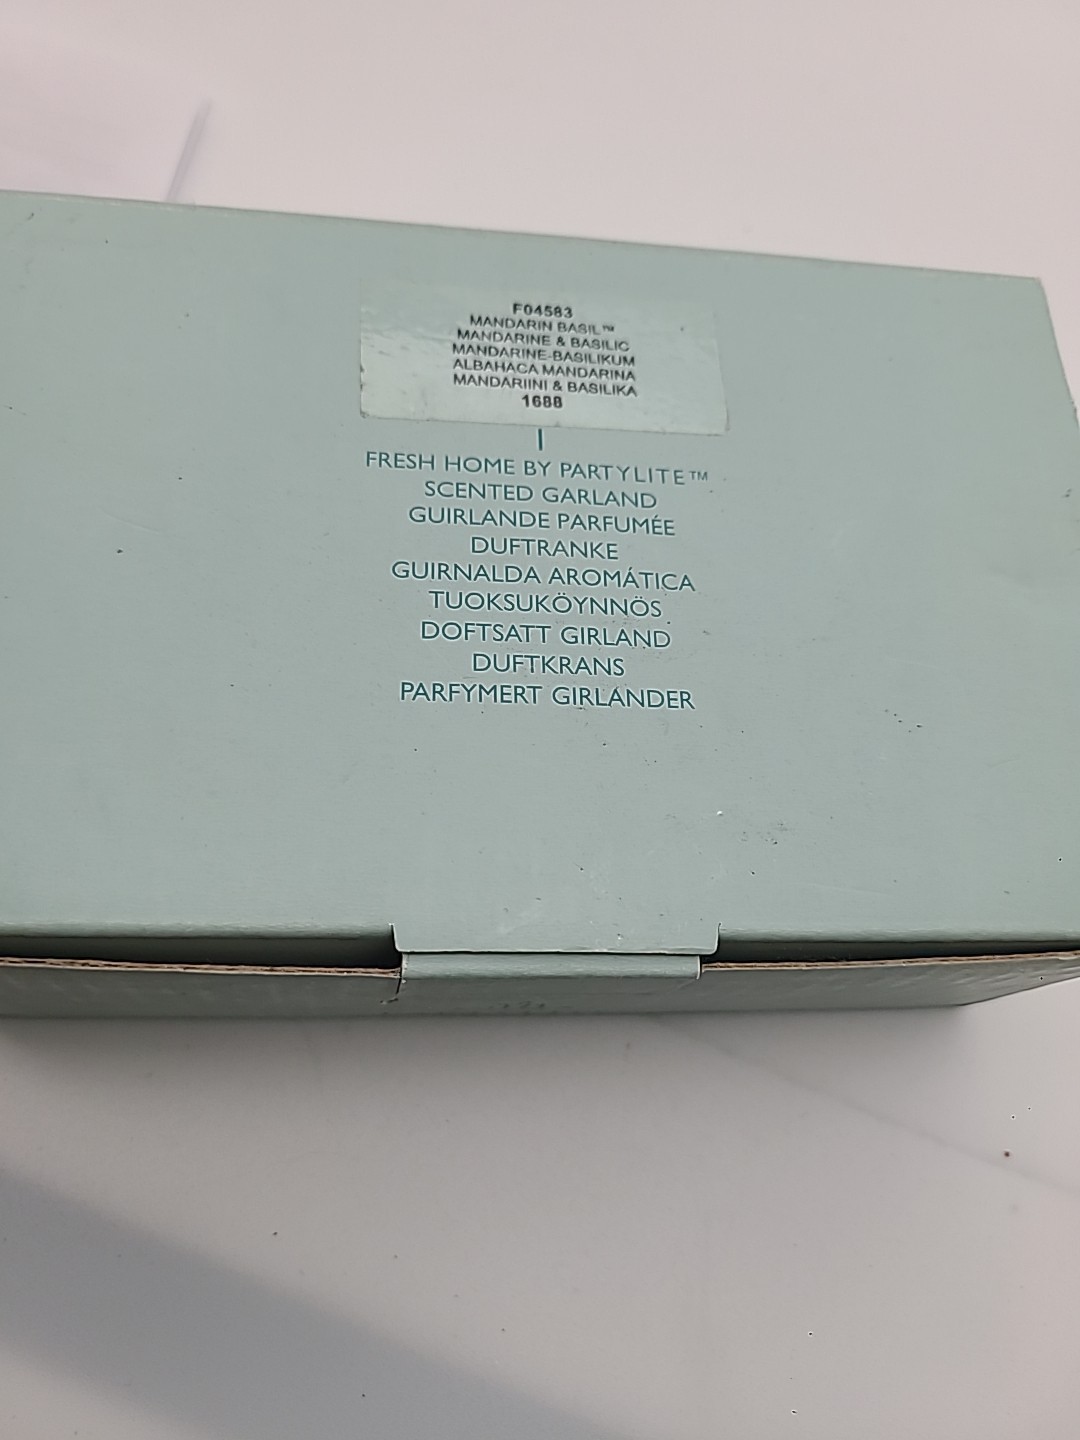 F04583
MANDARIN BASIL™
MANDARINE & BASILIC
MANDARINE-BASILIKUM
ALBAHACA MANDARINA
MANDARIINI & BASILIKA
1688
FRESH HOME BY PARTYLITE™
SCENTED GARLAND
GUIRLANDE PARFUMÉE
DUFTRANKE
GUIRNALDA AROMÁTICA
TUOKSUKÖYNNÖS
DOFTSATT GIRLAND
DUFTKRANS
PARFYMERT GIRLANDER